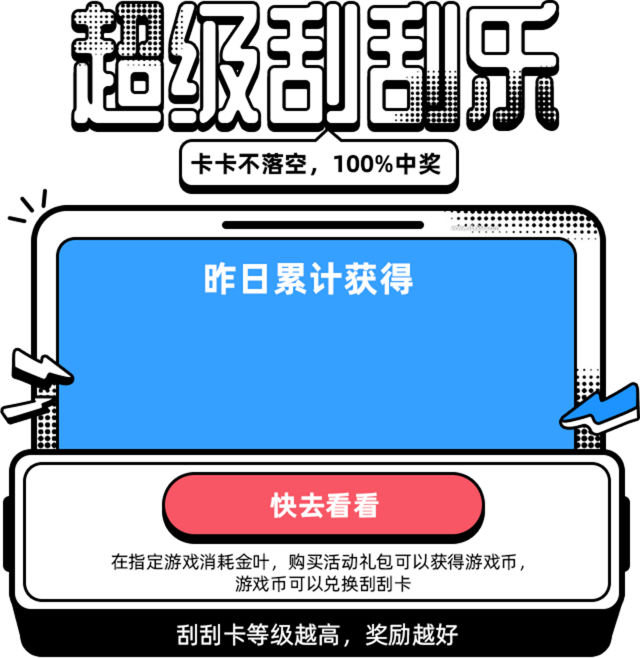 超级刮刮乐
卡卡不落空，100%中奖
昨日累计获得
快去看看
在指定游戏消耗金叶，购买活动礼包可以获得游戏币，
游戏币可以兑换刮刮卡
刮刮卡等级越高，奖励越好